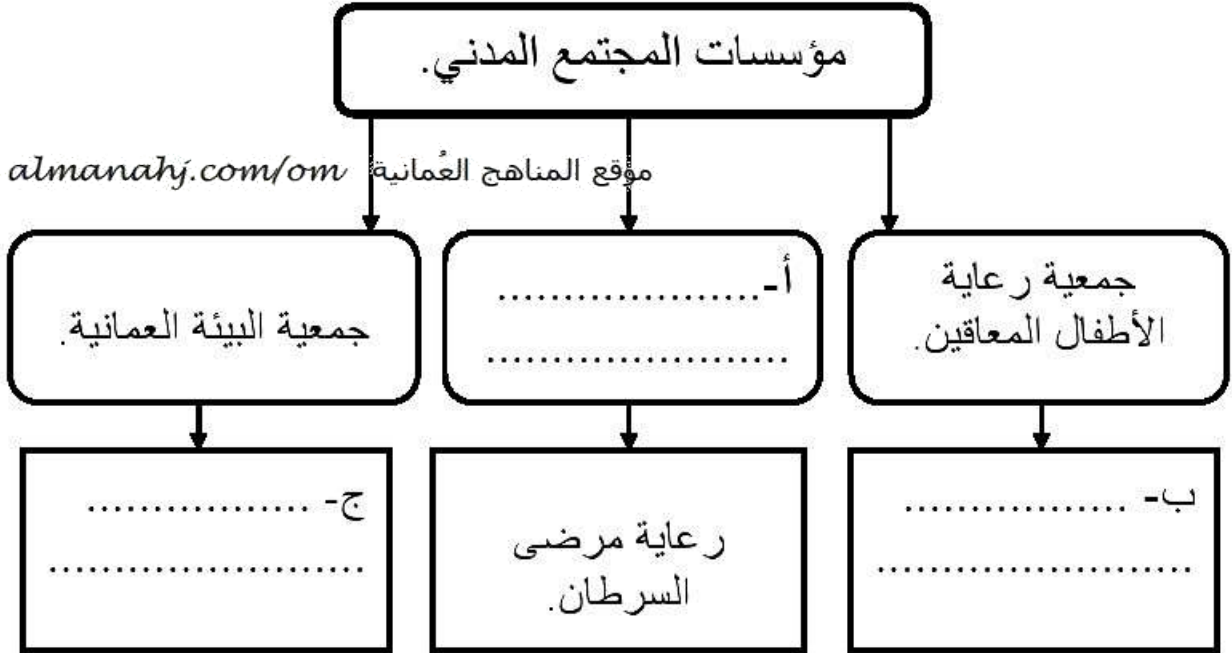 مؤسسات المجتمع المدني.
موقع المناهج العُمانية almanahj.com/om
جمعية رعاية
الأطفال المعاقين.
أ-....................
.......................
جمعية البيئة العمانية.
ب- .................
........................
رعاية مرضى
السرطان.
ج- .................
........................